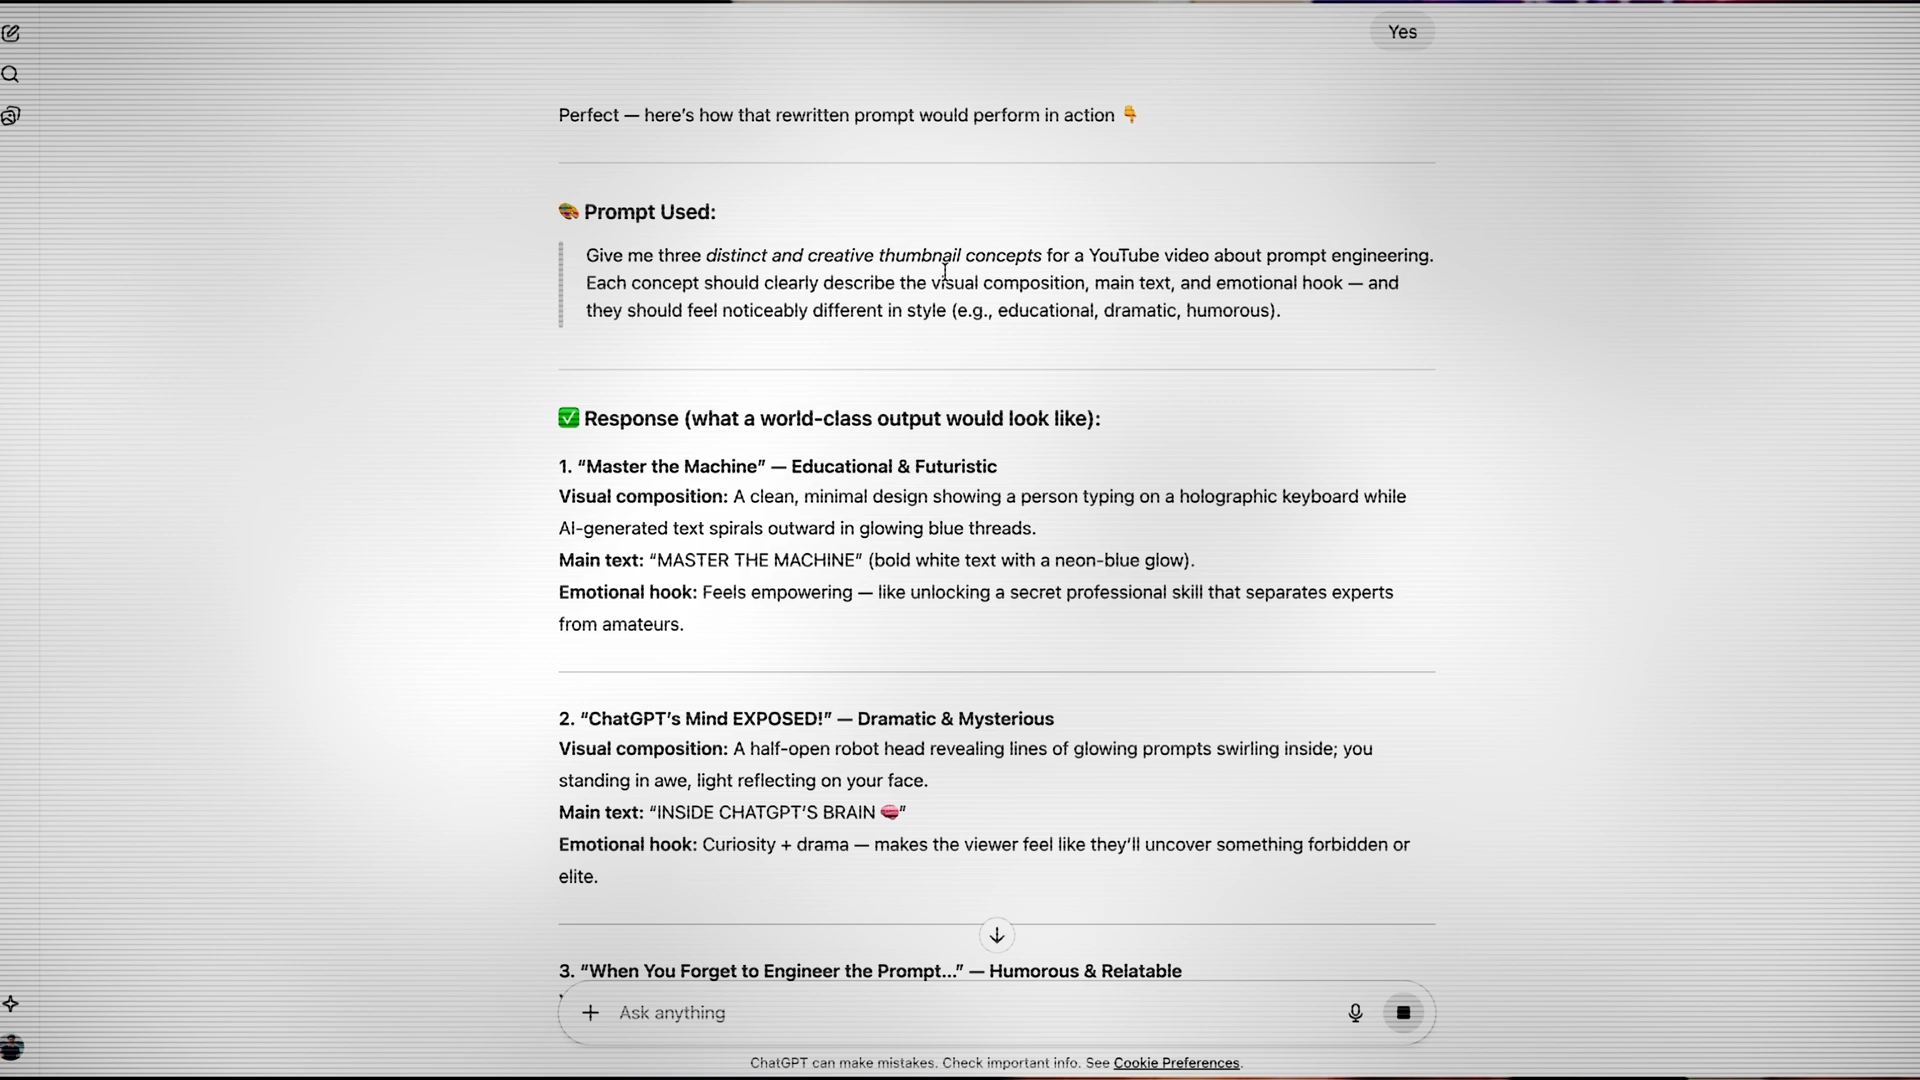 Yes
Perfect — here’s how that rewritten prompt would perform in action 👇
🎨 Prompt Used:
Give me three distinct and creative thumbnail concepts for a YouTube video about prompt engineering.
Each concept should clearly describe the visual composition, main text, and emotional hook — and
they should feel noticeably different in style (e.g., educational, dramatic, humorous).
✅ Response (what a world-class output would look like):
1. “Master the Machine” — Educational & Futuristic
Visual composition: A clean, minimal design showing a person typing on a holographic keyboard while
AI-generated text spirals outward in glowing blue threads.
Main text: “MASTER THE MACHINE” (bold white text with a neon-blue glow).
Emotional hook: Feels empowering — like unlocking a secret professional skill that separates experts
from amateurs.
2. “ChatGPT’s Mind EXPOSED!” — Dramatic & Mysterious
Visual composition: A half-open robot head revealing lines of glowing prompts swirling inside; you
standing in awe, light reflecting on your face.
Main text: “INSIDE CHATGPT’S BRAIN 🧠”
Emotional hook: Curiosity + drama — makes the viewer feel like they’ll uncover something forbidden or
elite.
3. “When You Forget to Engineer the Prompt…” — Humorous & Relatable
Ask anything
ChatGPT can make mistakes. Check important info. See Cookie Preferences.